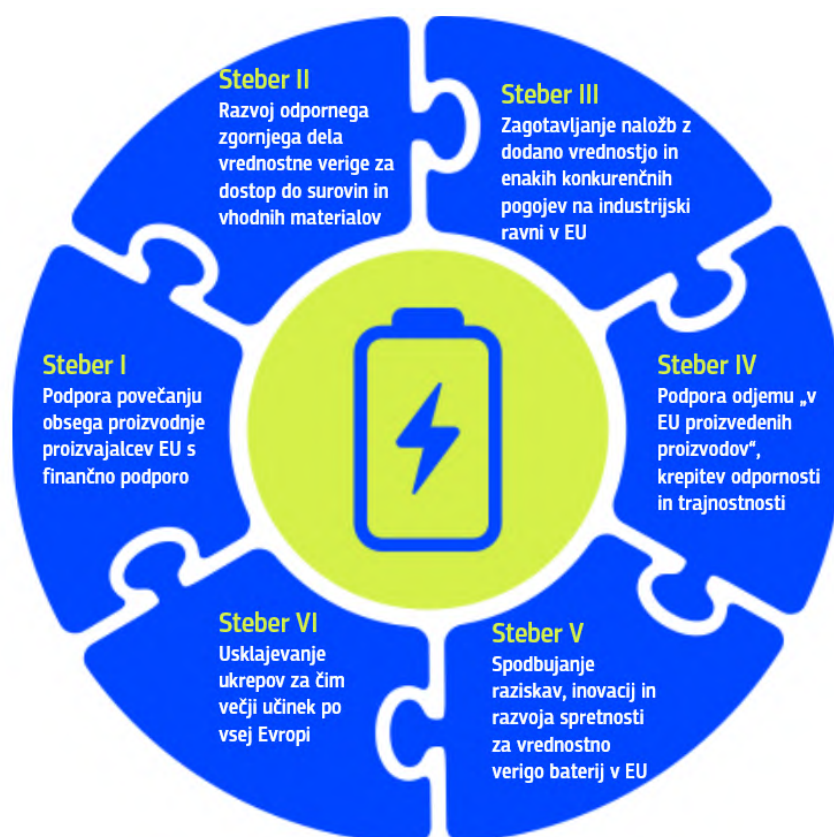 Steber I
Podpora povečanju
obsega proizvodnje
proizvajalcev EU s
finančno podporo
Steber II
Razvoj odpornega
zgornjega dela
vrednostne verige za
dostop do surovin in
vhodnih materialov
Steber III
Zagotavljanje naložb z
dodano vrednostjo in
enakih konkurenčnih
pogojev na industrijski
ravni v EU
Steber IV
Podpora odjemu „v
EU proizvedenih
proizvodov“,
krepitev odpornosti
in trajnostnosti
Steber V
Spodbujanje
raziskav, inovacij in
razvoja spretnosti
za vrednostno
verigo baterij v EU
Steber VI
Usklajevanje
ukrepov za čim
večji učinek po
vsej Evropi